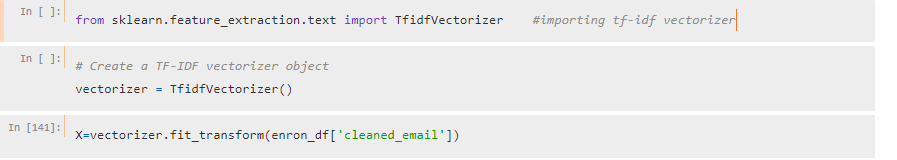 In [ ]: from sklearn.feature_extraction.text import TfidfVectorizer    #importing tf-idf vectorizer
In [ ]: # Create a TF-IDF vectorizer object
vectorizer = TfidfVectorizer()
In [141]: X=vectorizer.fit_transform(enron_df['cleaned_email'])